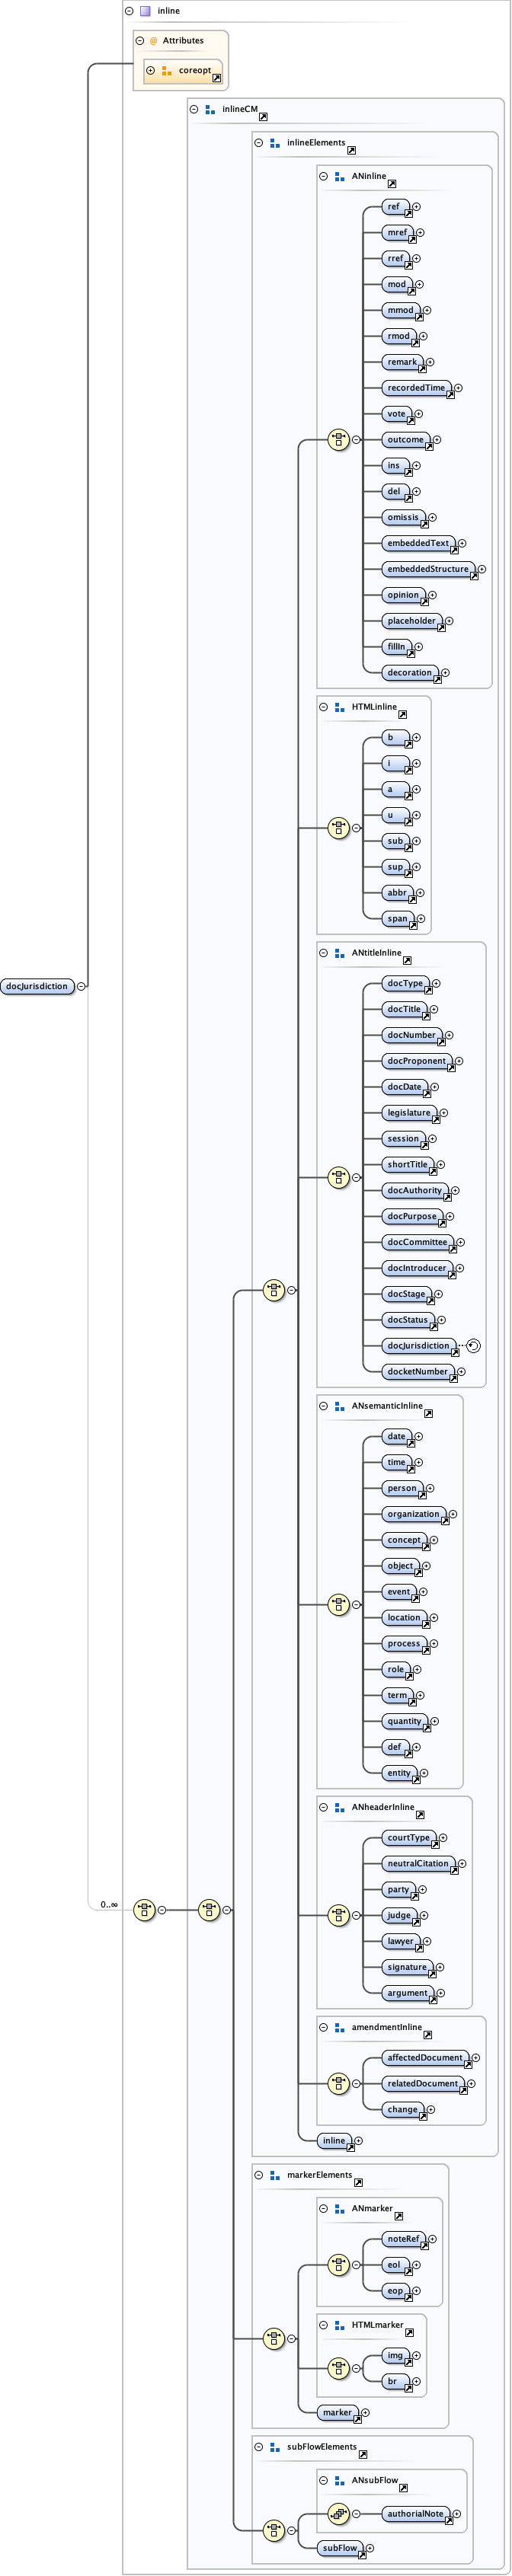 inline
@ Attributes
coreopt
inlineCM
inlineElements
ANinline
ref
mref
rref
mod
mmod
rmod
remark
recordedTime
vote
outcome
ins
del
omissis
embeddedText
embeddedStructure
opinion
placeholder
fillIn
decoration
HTMLinline
b
i
a
u
sub
sup
abbr
span
ANtitleInline
docType
docJurisdiction
docTitle
docNumber
docProponent
docDate
legislature
session
shortTitle
docAuthority
docPurpose
docCommittee
docIntroducer
docStage
docStatus
docJurisdiction
docketNumber
ANsemanticInline
date
time
person
organization
concept
object
event
location
process
role
term
quantity
def
entity
ANheaderInline
courtType
neutralCitation
party
0..∞
judge
lawyer
signature
argument
amendmentInline
affectedDocument
relatedDocument
change
inline
markerElements
ANmarker
noteRef
eol
eop
HTMLmarker
img
br
marker
subFlowElements
ANsubFlow
authorialNote
subFlow